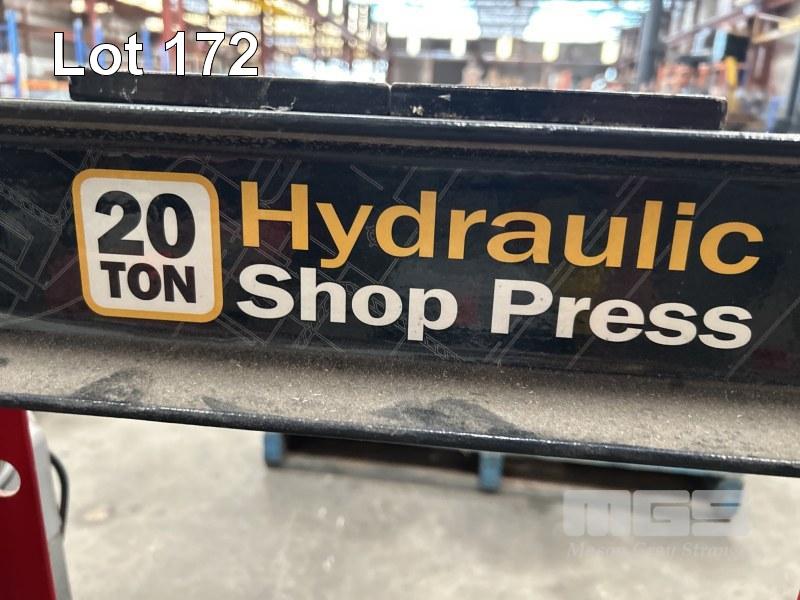 Lot 172
20
TON
Hydraulic
Shop Press
MGS
Mason Gray Strange